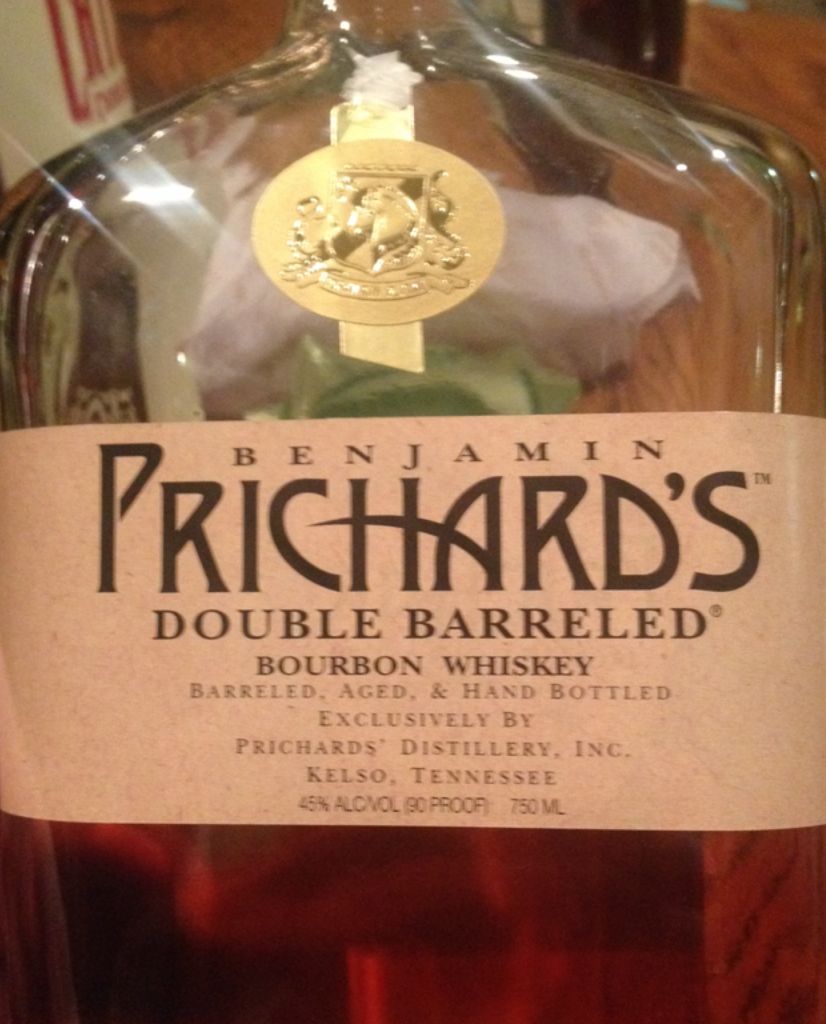 BENJAMIN
PRICHARD'S™
DOUBLE BARRELED®
BOURBON WHISKEY
BARRELED, AGED, & HAND BOTTLED
EXCLUSIVELY BY
PRICHARDS' DISTILLERY, INC.
KELSO, TENNESSEE
45% ALC/VOL (90 PROOF) 750 ML